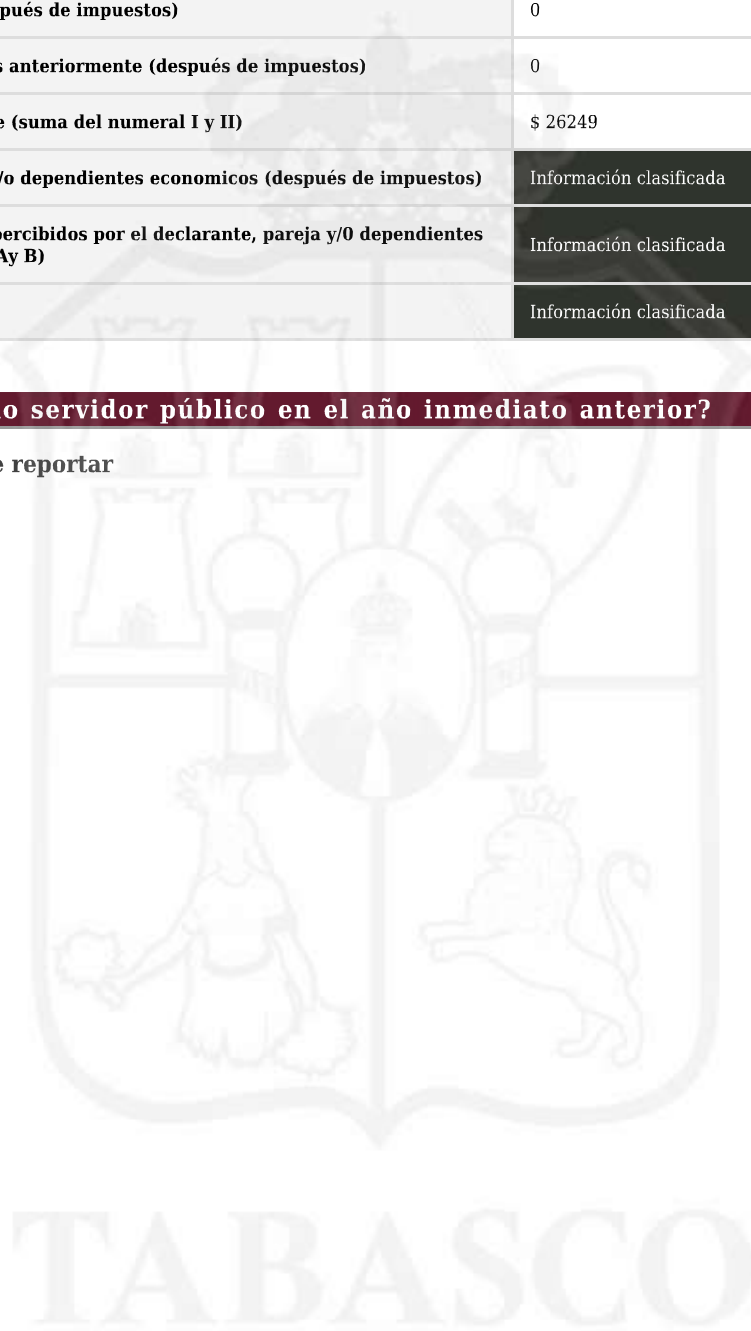 pués de impuestos)
0
s anteriormente (después de impuestos)
0
e (suma del numeral I y II)
$ 26249
/o dependientes economicos (después de impuestos)
Información clasificada
percibidos por el declarante, pareja y/0 dependientes
Ay B)
Información clasificada
Información clasificada
o servidor público en el año inmediato anterior?
e reportar
TABASCO